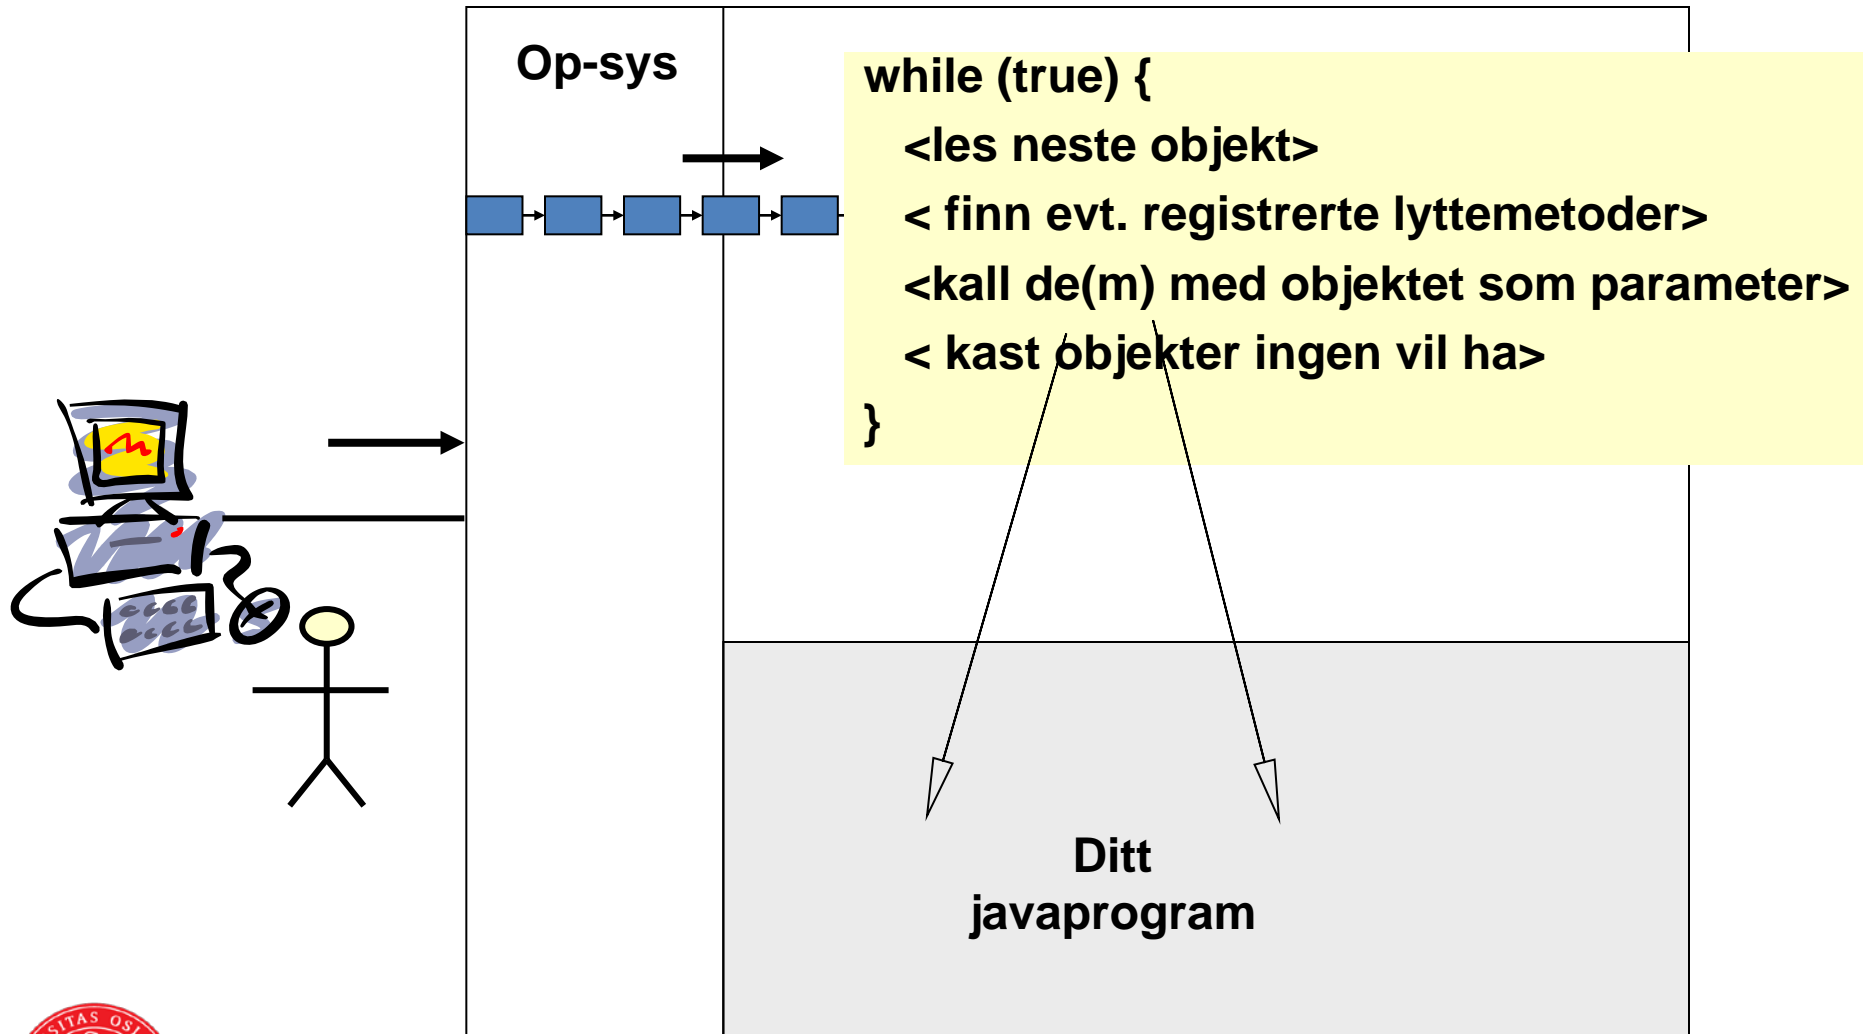 Op-sys
while (true) {
<les neste objekt>
< finn evt. registrerte lyttemetoder>
<kall de(m) med objektet som parameter>
< kast objekter ingen vil ha>
}
Ditt
javaprogram